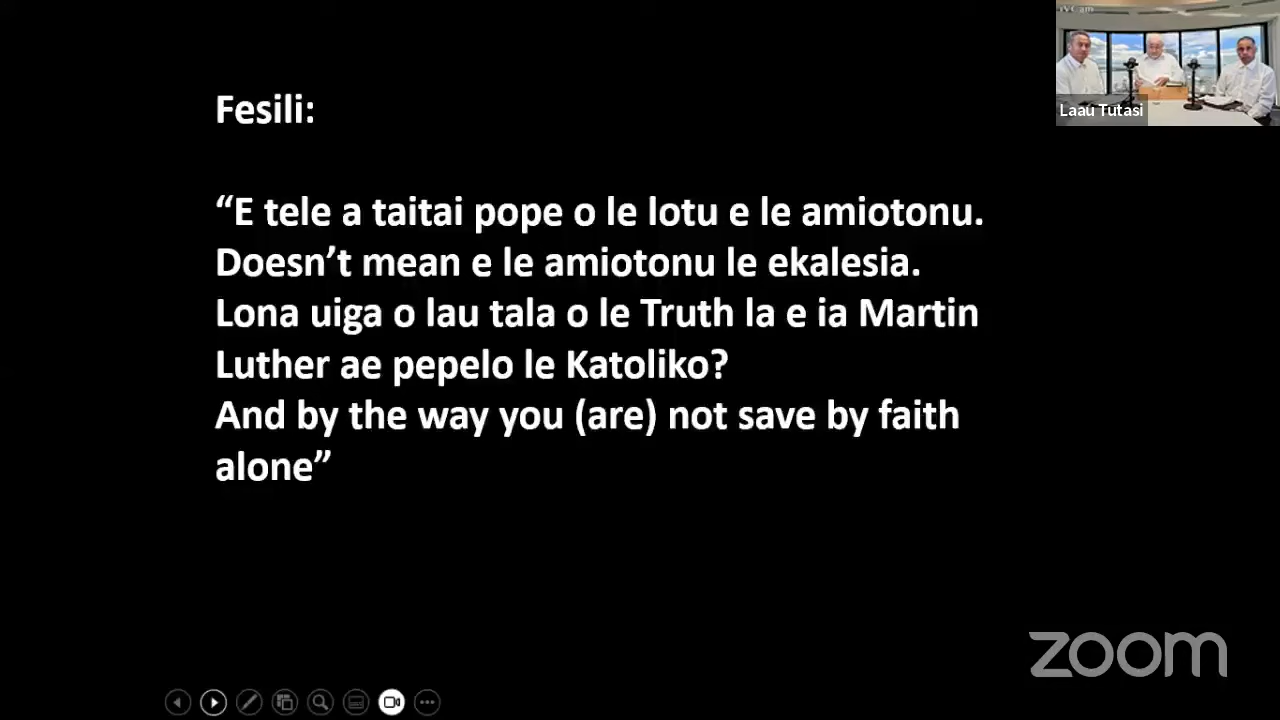 Fesili:
“E tele a taitai pope o le lotu e le amiotonu.
Doesn’t mean e le amiotonu le ekalesia.
Lona uiga o lau tala o le Truth la e ia Martin
Luther ae pepelo le Katoliko?
And by the way you (are) not save by faith
alone”
Laau Tutasi
zoom